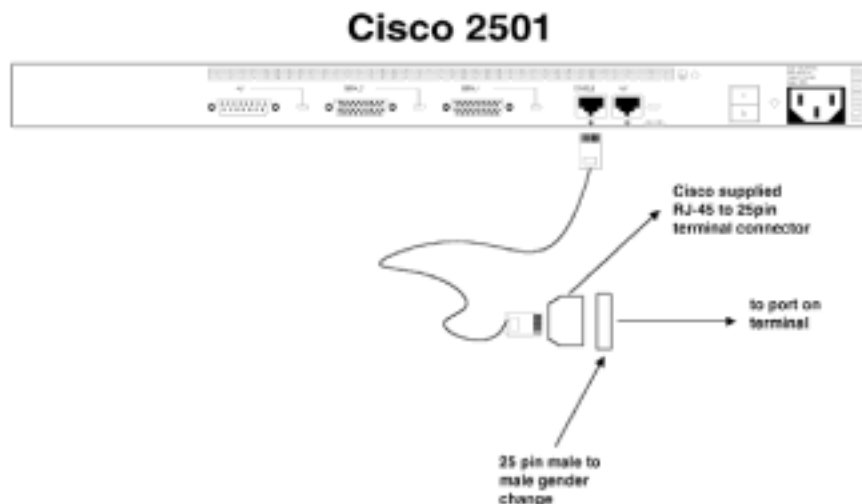 Cisco 2501
CONSOLE
Cisco supplied
RJ-45 to 25pin
terminal connector
to port on
terminal
25 pin male to
male gender
change